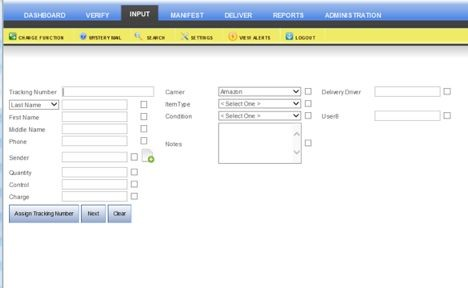 DASHBOARD VERIFY INPUT MANIFEST DELIVER REPORTS ADMINISTRATION
CHANGE FUNCTION MYSTERY MAIL SEARCH SETTINGS VIEW ALERTS LOGOUT
Tracking Number Carrier Amazon Delivery Driver
Last Name ItemType < Select One >
First Name Condition < Select One > User8
Middle Name
Phone Notes
Sender
Quantity
Control
Charge
Assign Tracking Number Next Clear